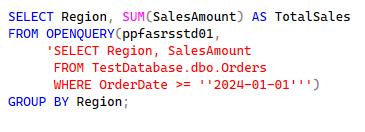 SELECT Region, SUM(SalesAmount) AS TotalSales
FROM OPENQUERY(ppfasrsstd01,
'SELECT Region, SalesAmount
FROM TestDatabase.dbo.Orders
WHERE OrderDate >= ''2024-01-01''')
GROUP BY Region;